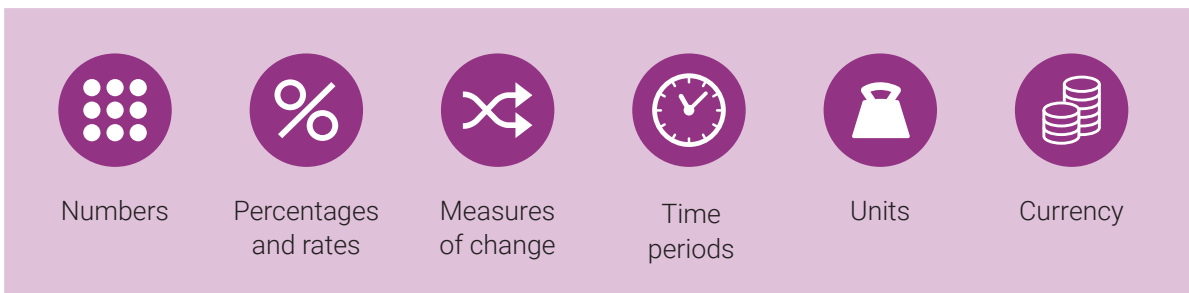 Numbers
Percentages
and rates
Measures
of change
Time
periods
Units
Currency